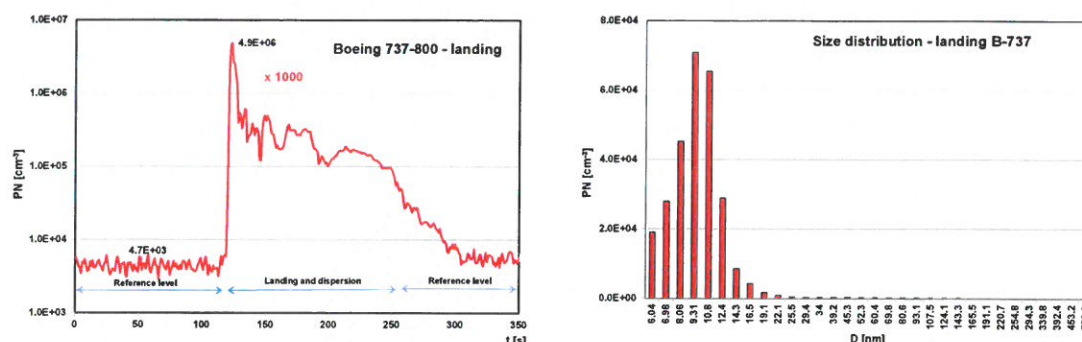 Boeing 737-800 - landing
PN [cm⁻³]
1.0E+07
1.0E+06
1.0E+05
1.0E+04
1.0E+03
4.9E+06
x 1000
4.7E+03
Reference level
Landing and dispersion
Reference level
0
50
100
150
200
250
300
350
t [s]
Size distribution - landing B-737
PN [cm⁻³]
8.0E+04
6.0E+04
4.0E+04
2.0E+04
0.0E+00
6.04
6.98
8.06
9.31
10.8
12.4
14.3
16.5
19.1
22.1
25.5
29.5
34
39.2
45.3
52.3
60.4
69.8
80.6
93.1
107.5
124.1
143.3
165.5
191.1
220.7
254.8
294.3
339.8
392.4
453.2
D [nm]